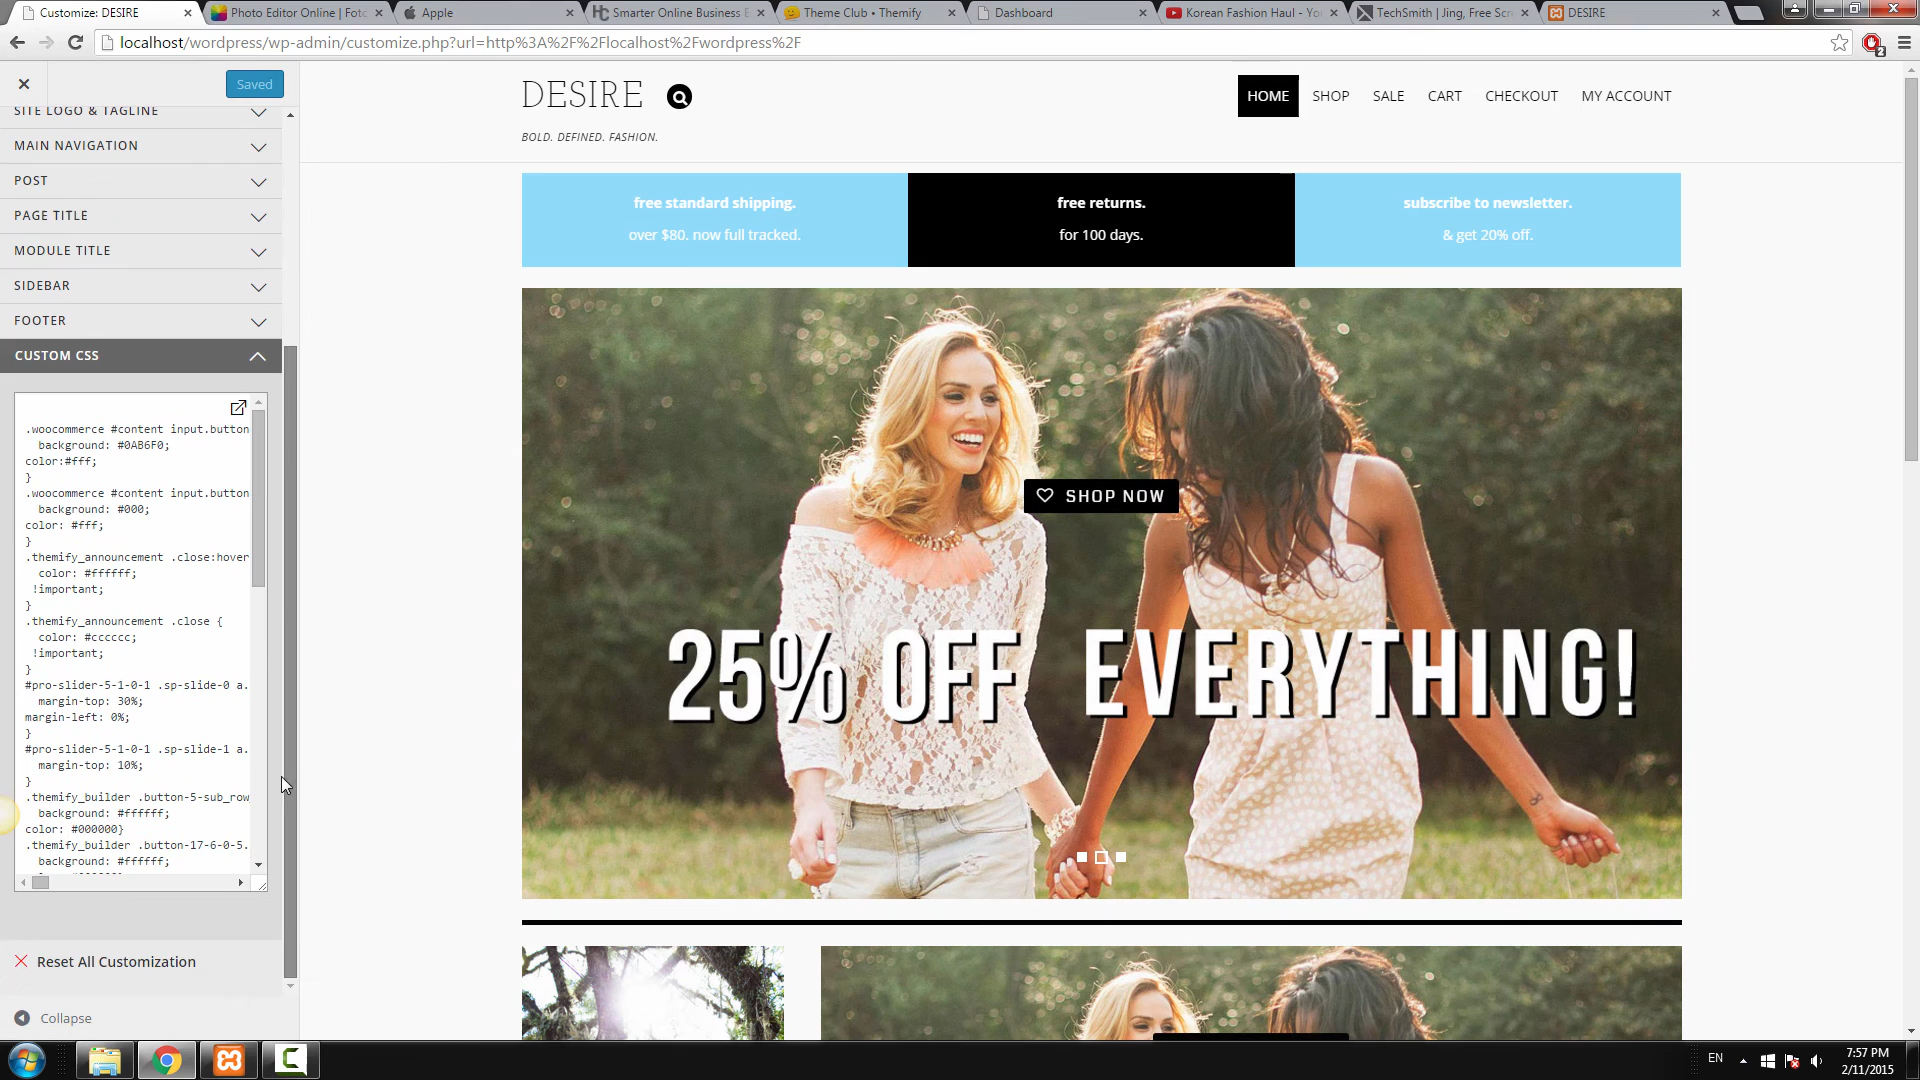 Customize: DESIRE
Photo Editor Online | Foto
Apple
Smarter Online Business E
Theme Club • Themify
Dashboard
Korean Fashion Haul - Yo
TechSmith | Jing, Free Scr
DESIRE
localhost/wordpress/wp-admin/customize.php?url=http%3A%2F%2Flocalhost%2Fwordpress%2F
2
Saved
SITE LOGO & TAGLINE
MAIN NAVIGATION
POST
PAGE TITLE
MODULE TITLE
SIDEBAR
FOOTER
CUSTOM CSS
.woocommerce #content input.button
background: #0AB6F0;
color:#fff;
}
.woocommerce #content input.button
background: #000;
color: #fff;
}
.themify_announcement .close:hover
color: #ffffff;
!important;
}
.themify_announcement .close {
color: #cccccc;
!important;
}
#pro-slider-5-1-0-1 .sp-slide-0 a.
margin-top: 30%;
margin-left: 0%;
}
#pro-slider-5-1-0-1 .sp-slide-1 a.
margin-top: 10%;
}
.themify_builder .button-5-sub_row
background: #ffffff;
color: #000000}
.themify_builder .button-17-6-0-5.
background: #ffffff;
Reset All Customization
Collapse
DESIRE
BOLD. DEFINED. FASHION.
HOME SHOP SALE CART CHECKOUT MY ACCOUNT
free standard shipping.
over $80. now full tracked.
free returns.
for 100 days.
subscribe to newsletter.
& get 20% off.
SHOP NOW
25% OFF EVERYTHING!
EN
7:57 PM
2/11/2015